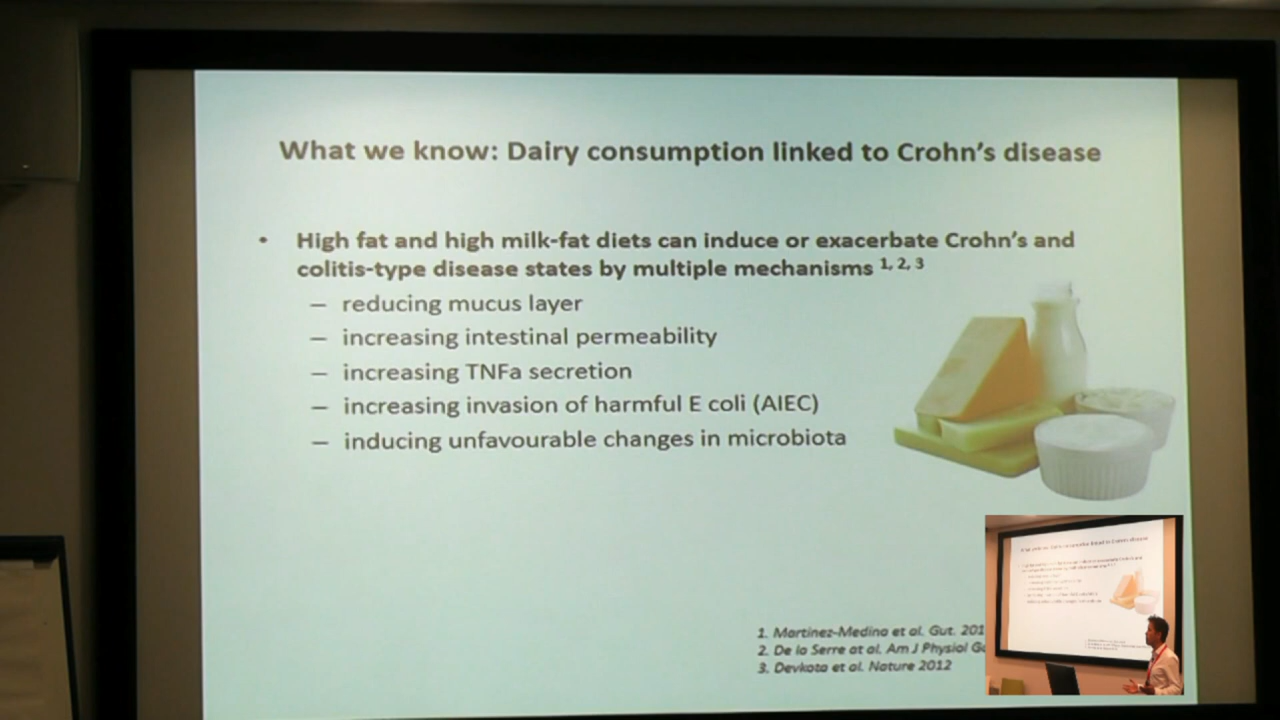 What we know: Dairy consumption linked to Crohn's disease
• High fat and high milk-fat diets can induce or exacerbate Crohn's and
colitis-type disease states by multiple mechanisms 1, 2, 3
– reducing mucus layer
– increasing intestinal permeability
– increasing TNFa secretion
– increasing invasion of harmful E coli (AIEC)
– inducing unfavourable changes in microbiota
1. Martinez-Medina et al. Gut.
2. De la Serre at al. Am J Physiol
3. Devkota et al. Nature 2012